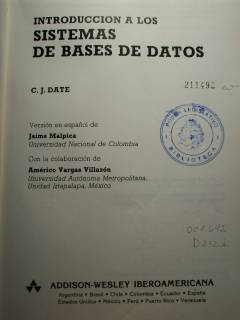 INTRODUCCION A LOS
SISTEMAS
DE BASES DE DATOS
C. J. DATE
211492
BIBLIOTECA
Versión en español de
Jaime Malpica
Universidad Nacional de Colombia
Con la colaboración de
Américo Vargas Villazón
Universidad Autónoma Metropolitana,
Unidad Iztapalapa, México
ADDISON-WESLEY IBEROAMERICANA
Argentina • Brasil • Chile • Colombia • Ecuador • España
Estados Unidos • México • Perú • Puerto Rico • Venezuela